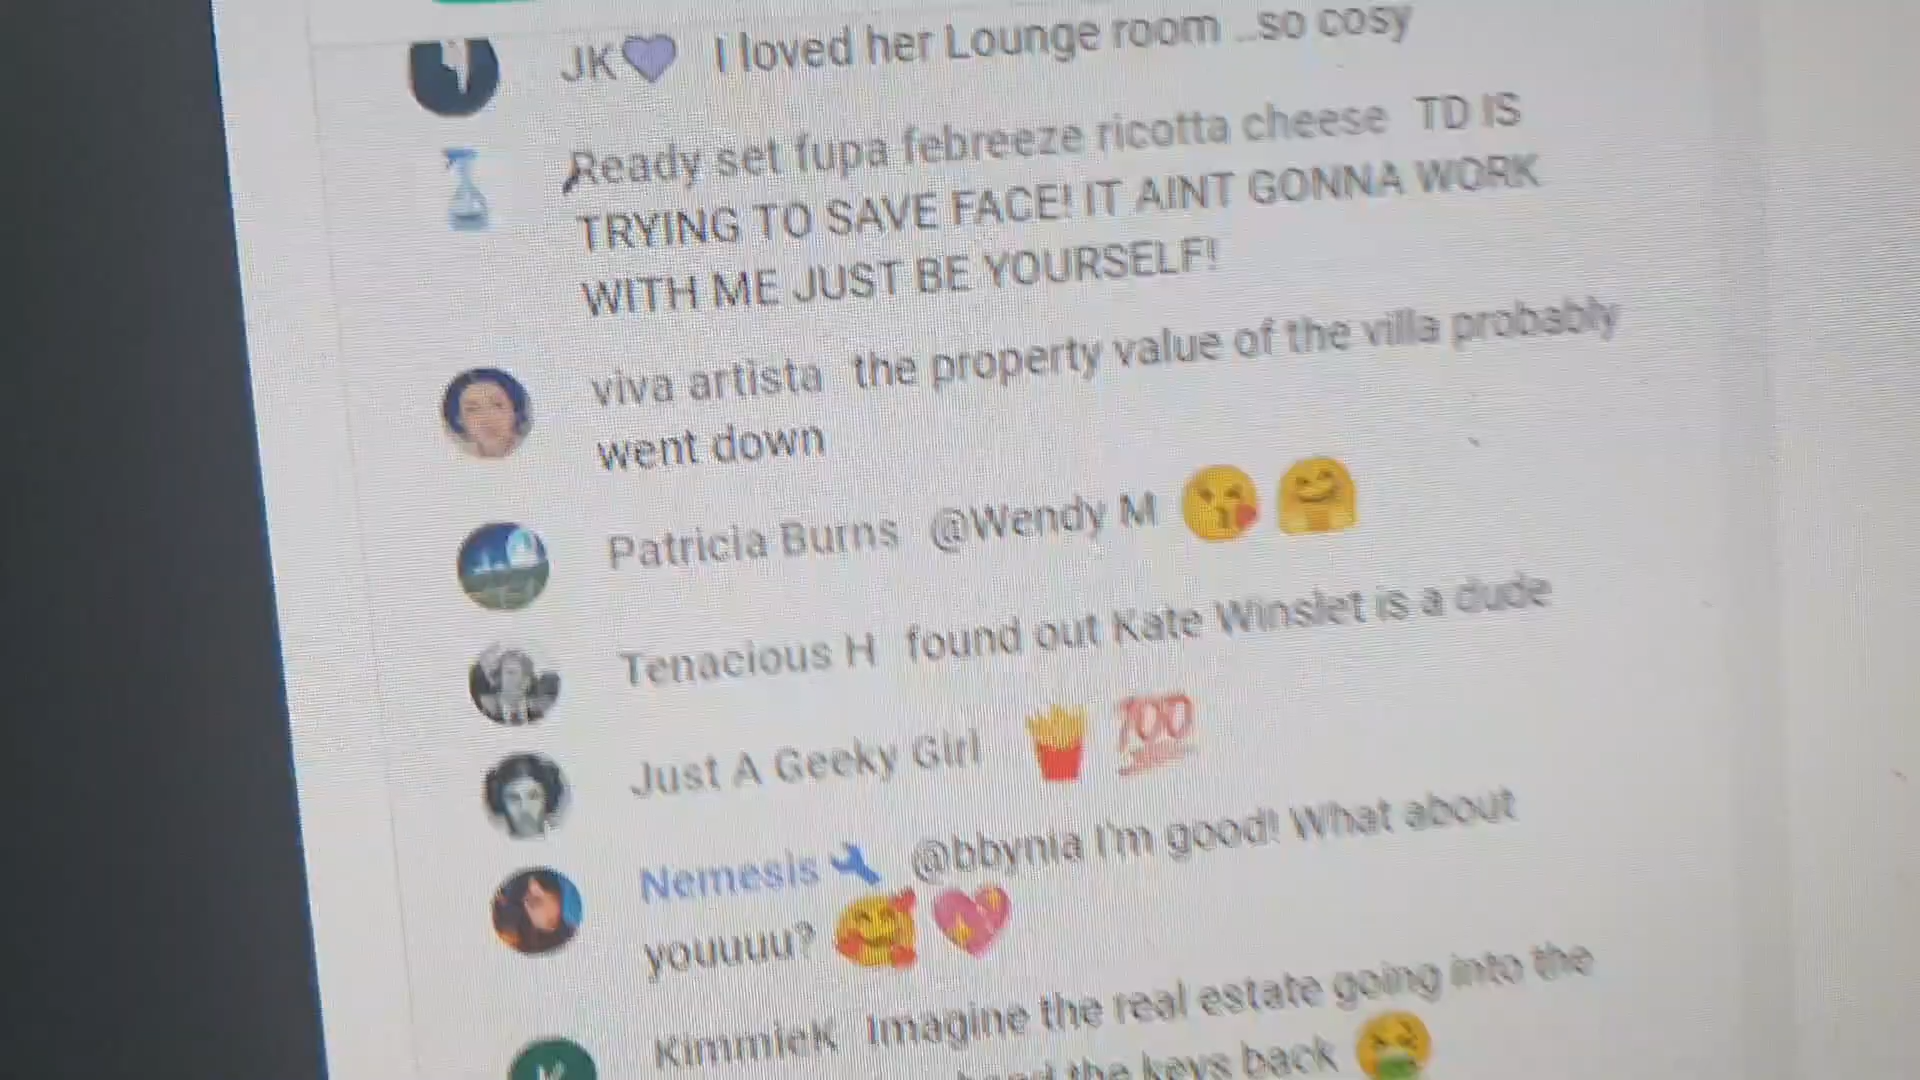 JK💜 I loved her Lounge room ...so cosy
Ready set fupa febreeze ricotta cheese TD IS
TRYING TO SAVE FACE! IT AINT GONNA WORK
WITH ME JUST BE YOURSELF!
viva artista the property value of the villa probably
went down
Patricia Burns @Wendy M 😘 🤗
Tenacious H found out Kate Winslet is a dude
Just A Geeky Girl 🍟 💯
Nemesis 🔧 @bbynia I'm good! What about
youuuu? 🥰 💖
KimmieK Imagine the real estate going into the
hand the keys back 🤮